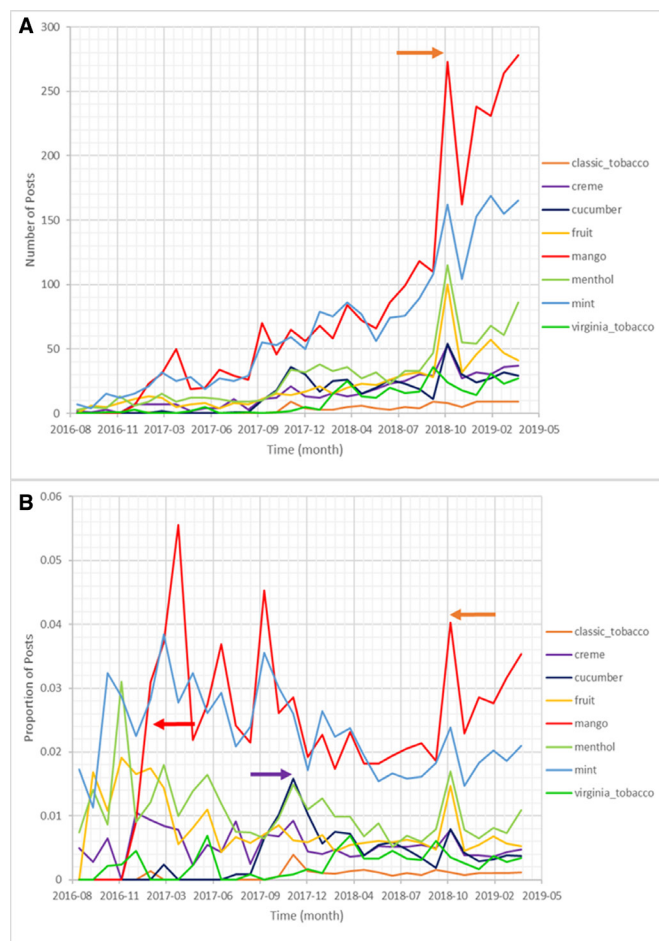 A
300
250
200
150
100
50
0
Number of Posts
2016-08 2016-11 2017-03 2017-06 2017-09 2017-12 2018-04 2018-07 2018-10 2019-02 2019-05
Time (month)
classic_tobacco
creme
cucumber
fruit
mango
menthol
mint
virginia_tobacco
B
0.06
0.05
0.04
0.03
0.02
0.01
0
Proportion of Posts
2016-08 2016-11 2017-03 2017-06 2017-09 2017-12 2018-04 2018-07 2018-10 2019-02 2019-05
Time (month)
classic_tobacco
creme
cucumber
fruit
mango
menthol
mint
virginia_tobacco